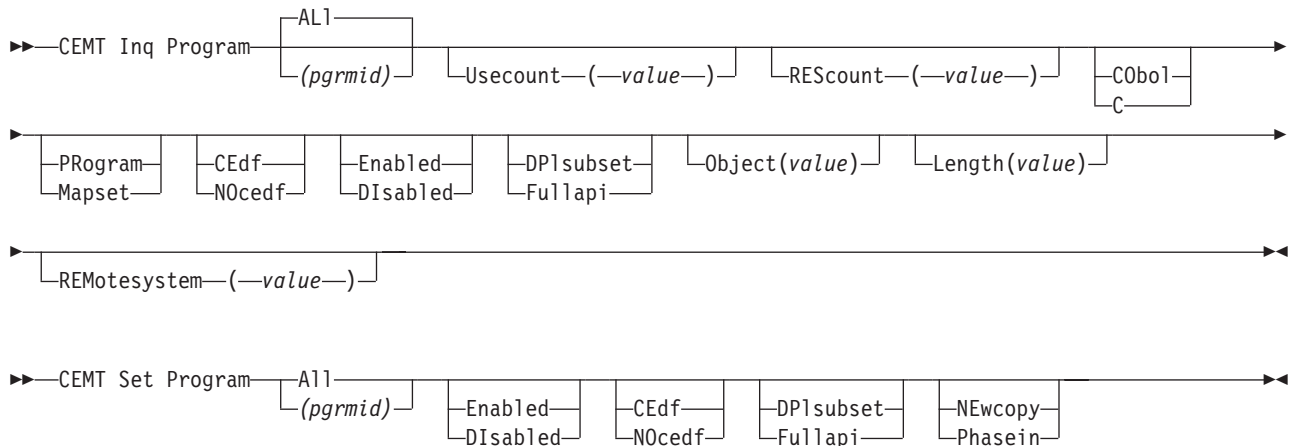 ALl
CEMT Inq Program
(pgrmid)
Usecount ( value )
REScount ( value )
CObol
C
PRogram
Mapset
CEdf
NOcedf
Enabled
DIsabled
DPlsubset
Fullapi
Object(value)
Length(value)
REMotesystem ( value )
CEMT Set Program
All
(pgrmid)
Enabled
DIsabled
CEdf
NOcedf
DPlsubset
Fullapi
NEwcopy
Phasein